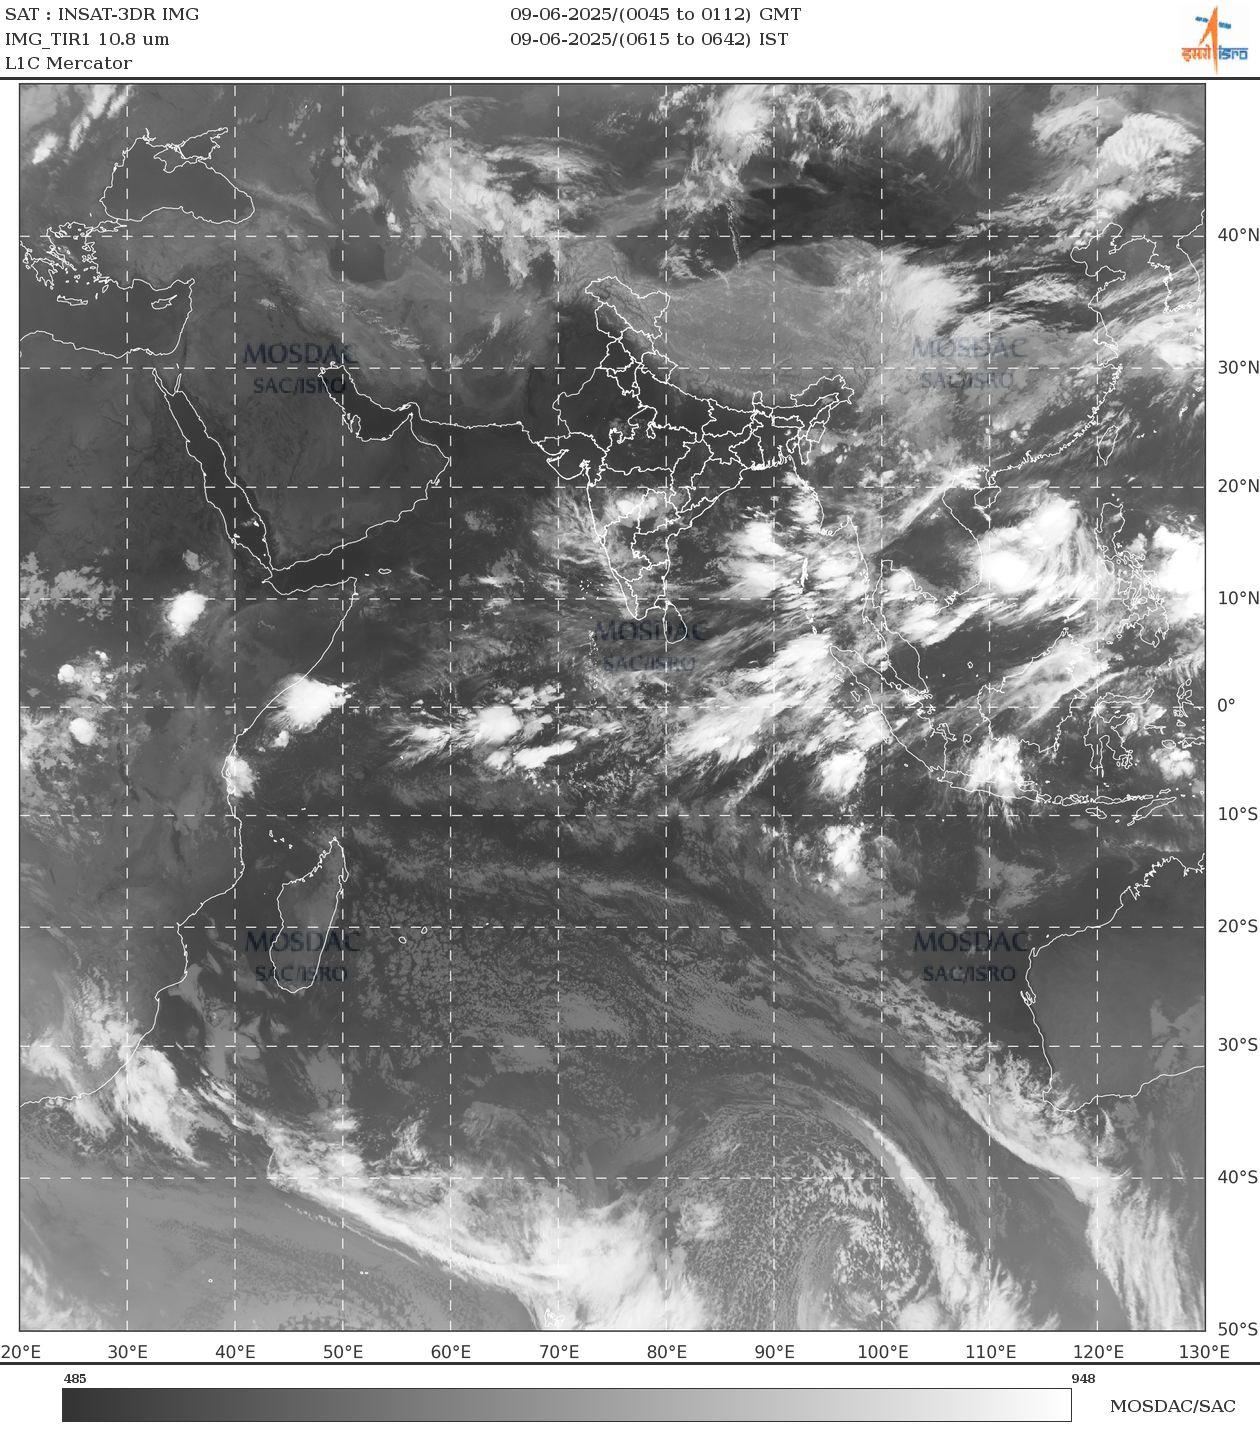 SAT : INSAT-3DR IMG
IMG_TIR1 10.8 um
L1C Mercator
09-06-2025/(0045 to 0112) GMT
09-06-2025/(0615 to 0642) IST
इसरो isro
40°N
MOSDAC
SAC/ISRO
MOSDAC
SAC/ISRO
30°N
20°N
10°N
MOSDAC
SAC/ISRO
0°
10°S
20°S
MOSDAC
SAC/ISRO
MOSDAC
SAC/ISRO
30°S
40°S
50°S
20°E 30°E 40°E 50°E 60°E 70°E 80°E 90°E 100°E 110°E 120°E 130°E
485 948
MOSDAC/SAC